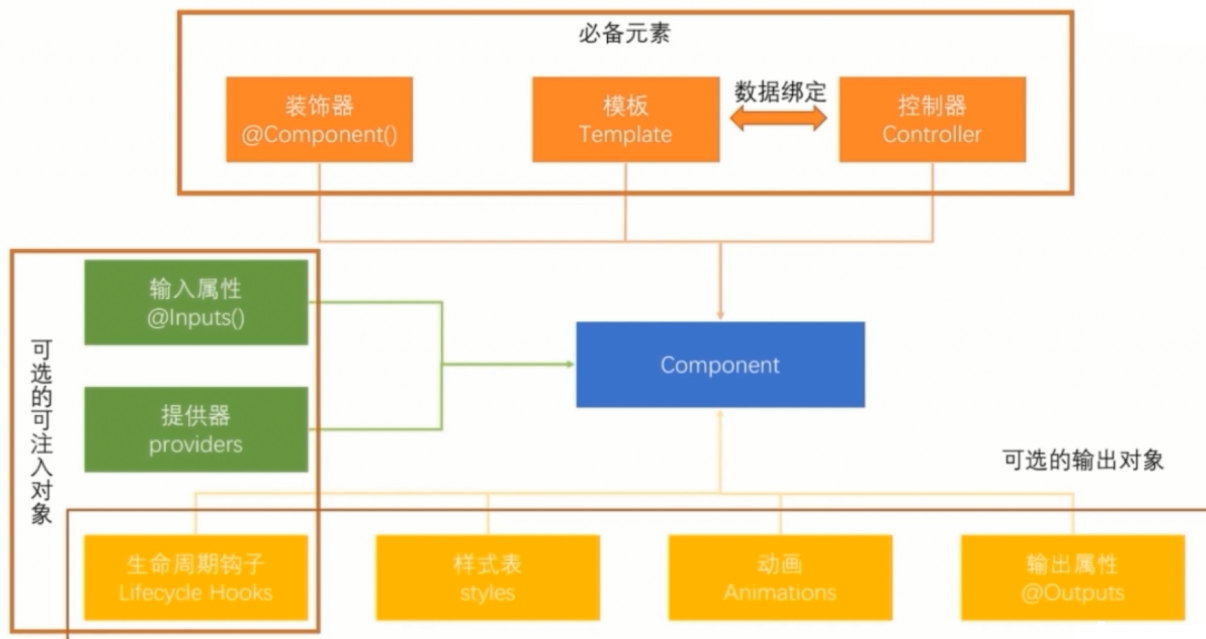 必备元素
装饰器
@Component()
模板
Template
数据绑定
控制器
Controller
输入属性
@Inputs()
可选的可注入对象
提供器
providers
Component
可选的输出对象
生命周期钩子
Lifecycle Hooks
样式表
styles
动画
Animations
输出属性
@Outputs